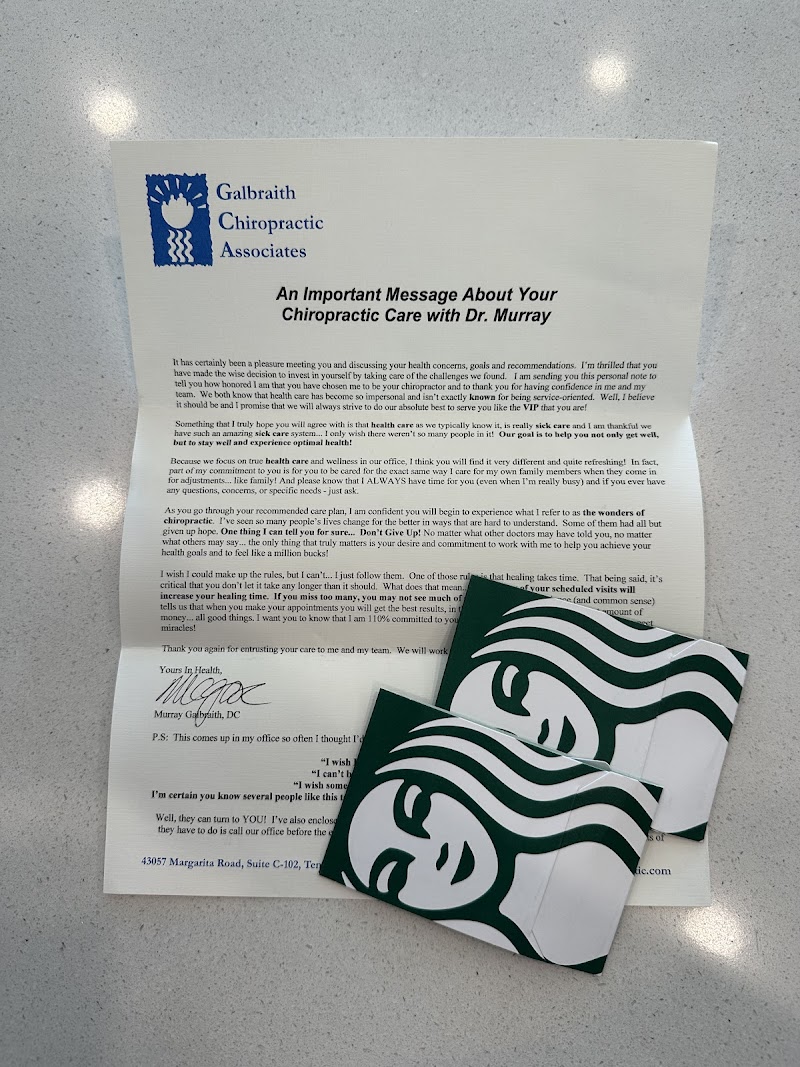 Galbraith
Chiropractic
Associates
An Important Message About Your
Chiropractic Care with Dr. Murray
It has certainly been a pleasure meeting you and discussing your health concerns, goals and recommendations. I'm thrilled that you
have made the wise decision to invest in yourself by taking care of the challenges we found. I am sending you this personal note to
tell you how honored I am that you have chosen me to be your chiropractor and to thank you for having confidence in me and my
team. We both know that health care has become so impersonal and isn't exactly known for being service-oriented. Well, I believe
it should be and I promise that we will always strive to do our absolute best to serve you like the VIP that you are!
Something that I truly hope you will agree with is that health care as we typically know it, is really sick care and I am thankful we
have such an amazing sick care system... I only wish there weren't so many people in it! Our goal is to help you not only get well,
but to stay well and experience optimal health!
Because we focus on true health care and wellness in our office, I think you will find it very different and quite refreshing! In fact,
part of my commitment to you is for you to be cared for the exact same way I care for my own family members when they come in
for adjustments... like family! And please know that I ALWAYS have time for you (even when I'm really busy) and if you ever have
any questions, concerns, or specific needs - just ask.
As you go through your recommended care plan, I am confident you will begin to experience what I refer to as the wonders of
chiropractic. I've seen so many people's lives change for the better in ways that are hard to understand. Some of them had all but
given up hope. One thing I can tell you for sure... Don't Give Up! No matter what other doctors may have told you, no matter
what others may say... the only thing that truly matters is your desire and commitment to work with me to help you achieve your
health goals and to feel like a million bucks!
I wish I could make up the rules, but I can't... I just follow them. One of those rules is that healing takes time. That being said, it's
critical that you don't let it take any longer than it should. What does that mean of your scheduled visits will
increase your healing time. If you miss too many, you may not see much of (and common sense)
tells us that when you make your appointments you will get the best results, in amount of
money... all good things. I want you to know that I am 110% committed to you
miracles!
Thank you again for entrusting your care to me and my team. We will work
Yours In Health,
Murray Galbraith, DC
P.S: This comes up in my office so often I thought
"I wish
"I can't
"I wish some
I'm certain you know several people like this
Well, they can turn to YOU! I've also
they have to do is call our office before the of
43057 Margarita Road, Suite C-102, ic.com